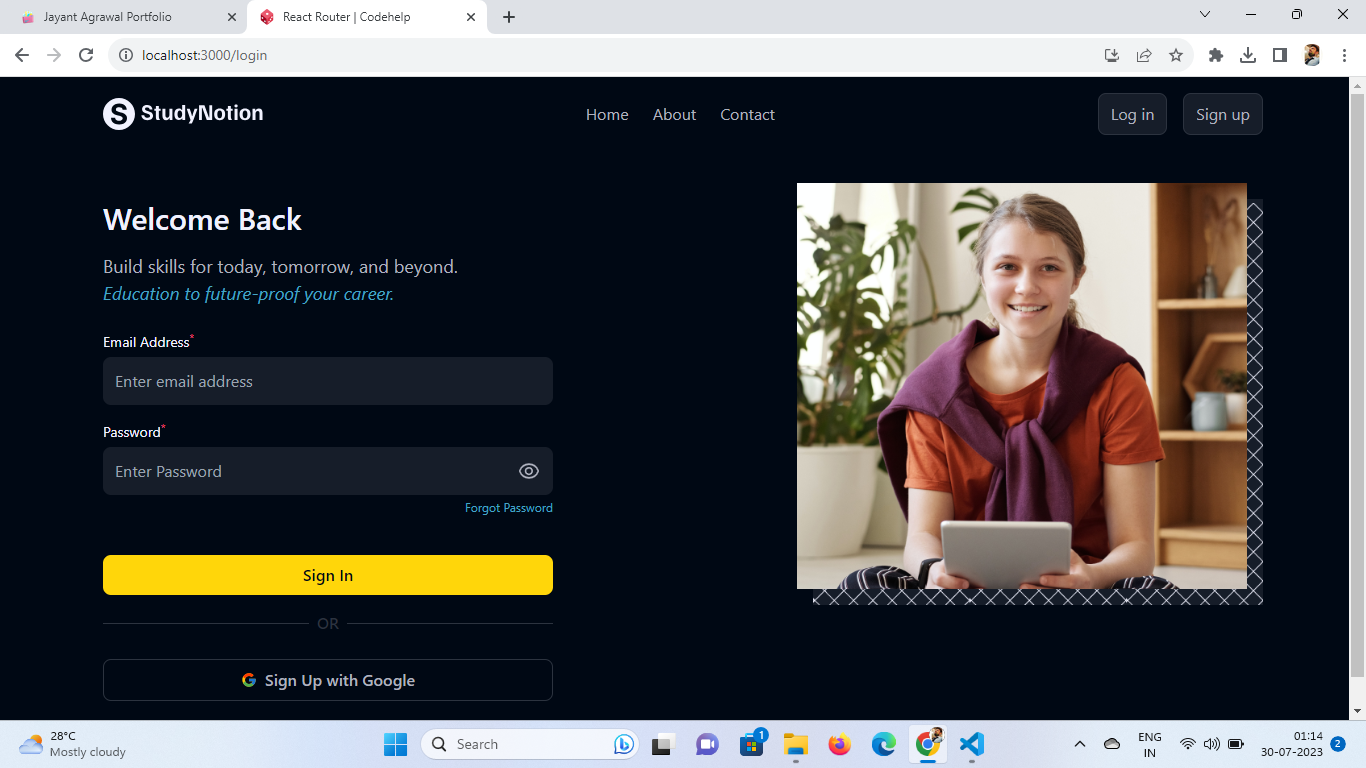 Jayant Agrawal Portfolio
React Router | Codehelp
localhost:3000/login
S StudyNotion
Home
About
Contact
Log in
Sign up
Welcome Back
Build skills for today, tomorrow, and beyond.
Education to future-proof your career.
Email Address*
Enter email address
Password*
Enter Password
Forgot Password
Sign In
OR
G Sign Up with Google
28°C
Mostly cloudy
Search
1
ENG
IN
01:14
30-07-2023
2